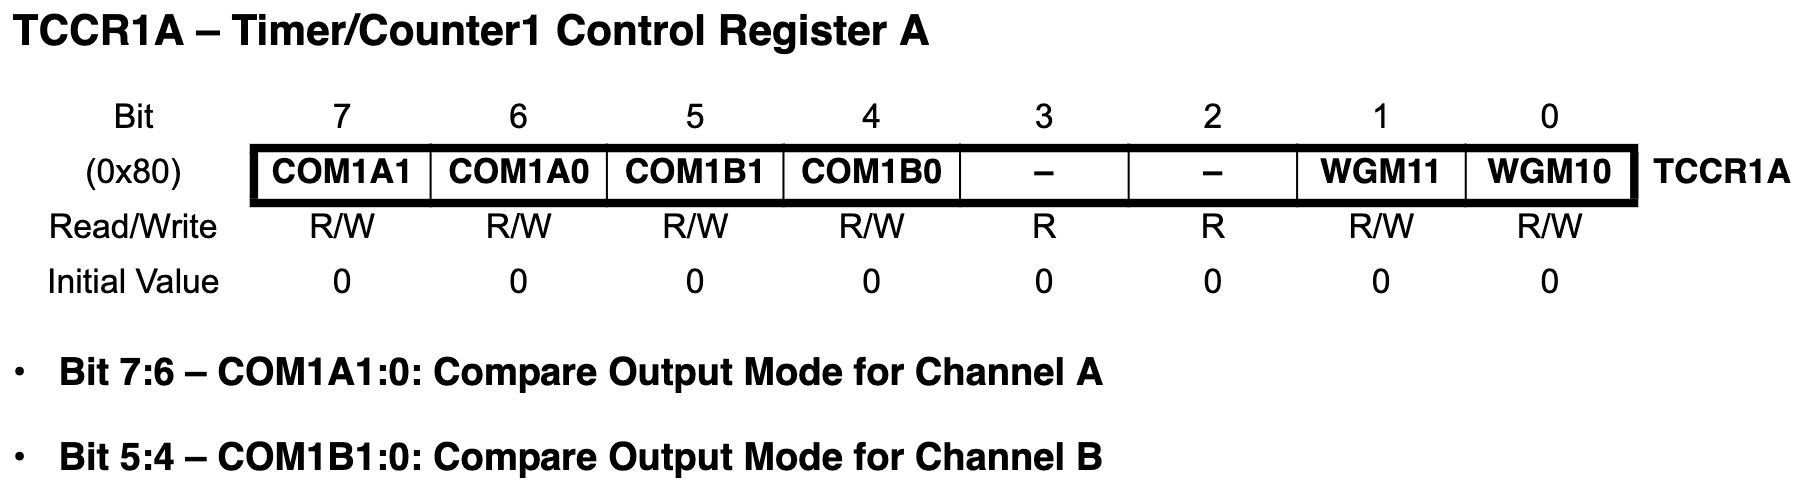 TCCR1A – Timer/Counter1 Control Register A
Bit 7 6 5 4 3 2 1 0
(0x80) COM1A1 COM1A0 COM1B1 COM1B0 – – WGM11 WGM10 TCCR1A
Read/Write R/W R/W R/W R/W R R R/W R/W
Initial Value 0 0 0 0 0 0 0 0
• Bit 7:6 – COM1A1:0: Compare Output Mode for Channel A
• Bit 5:4 – COM1B1:0: Compare Output Mode for Channel B